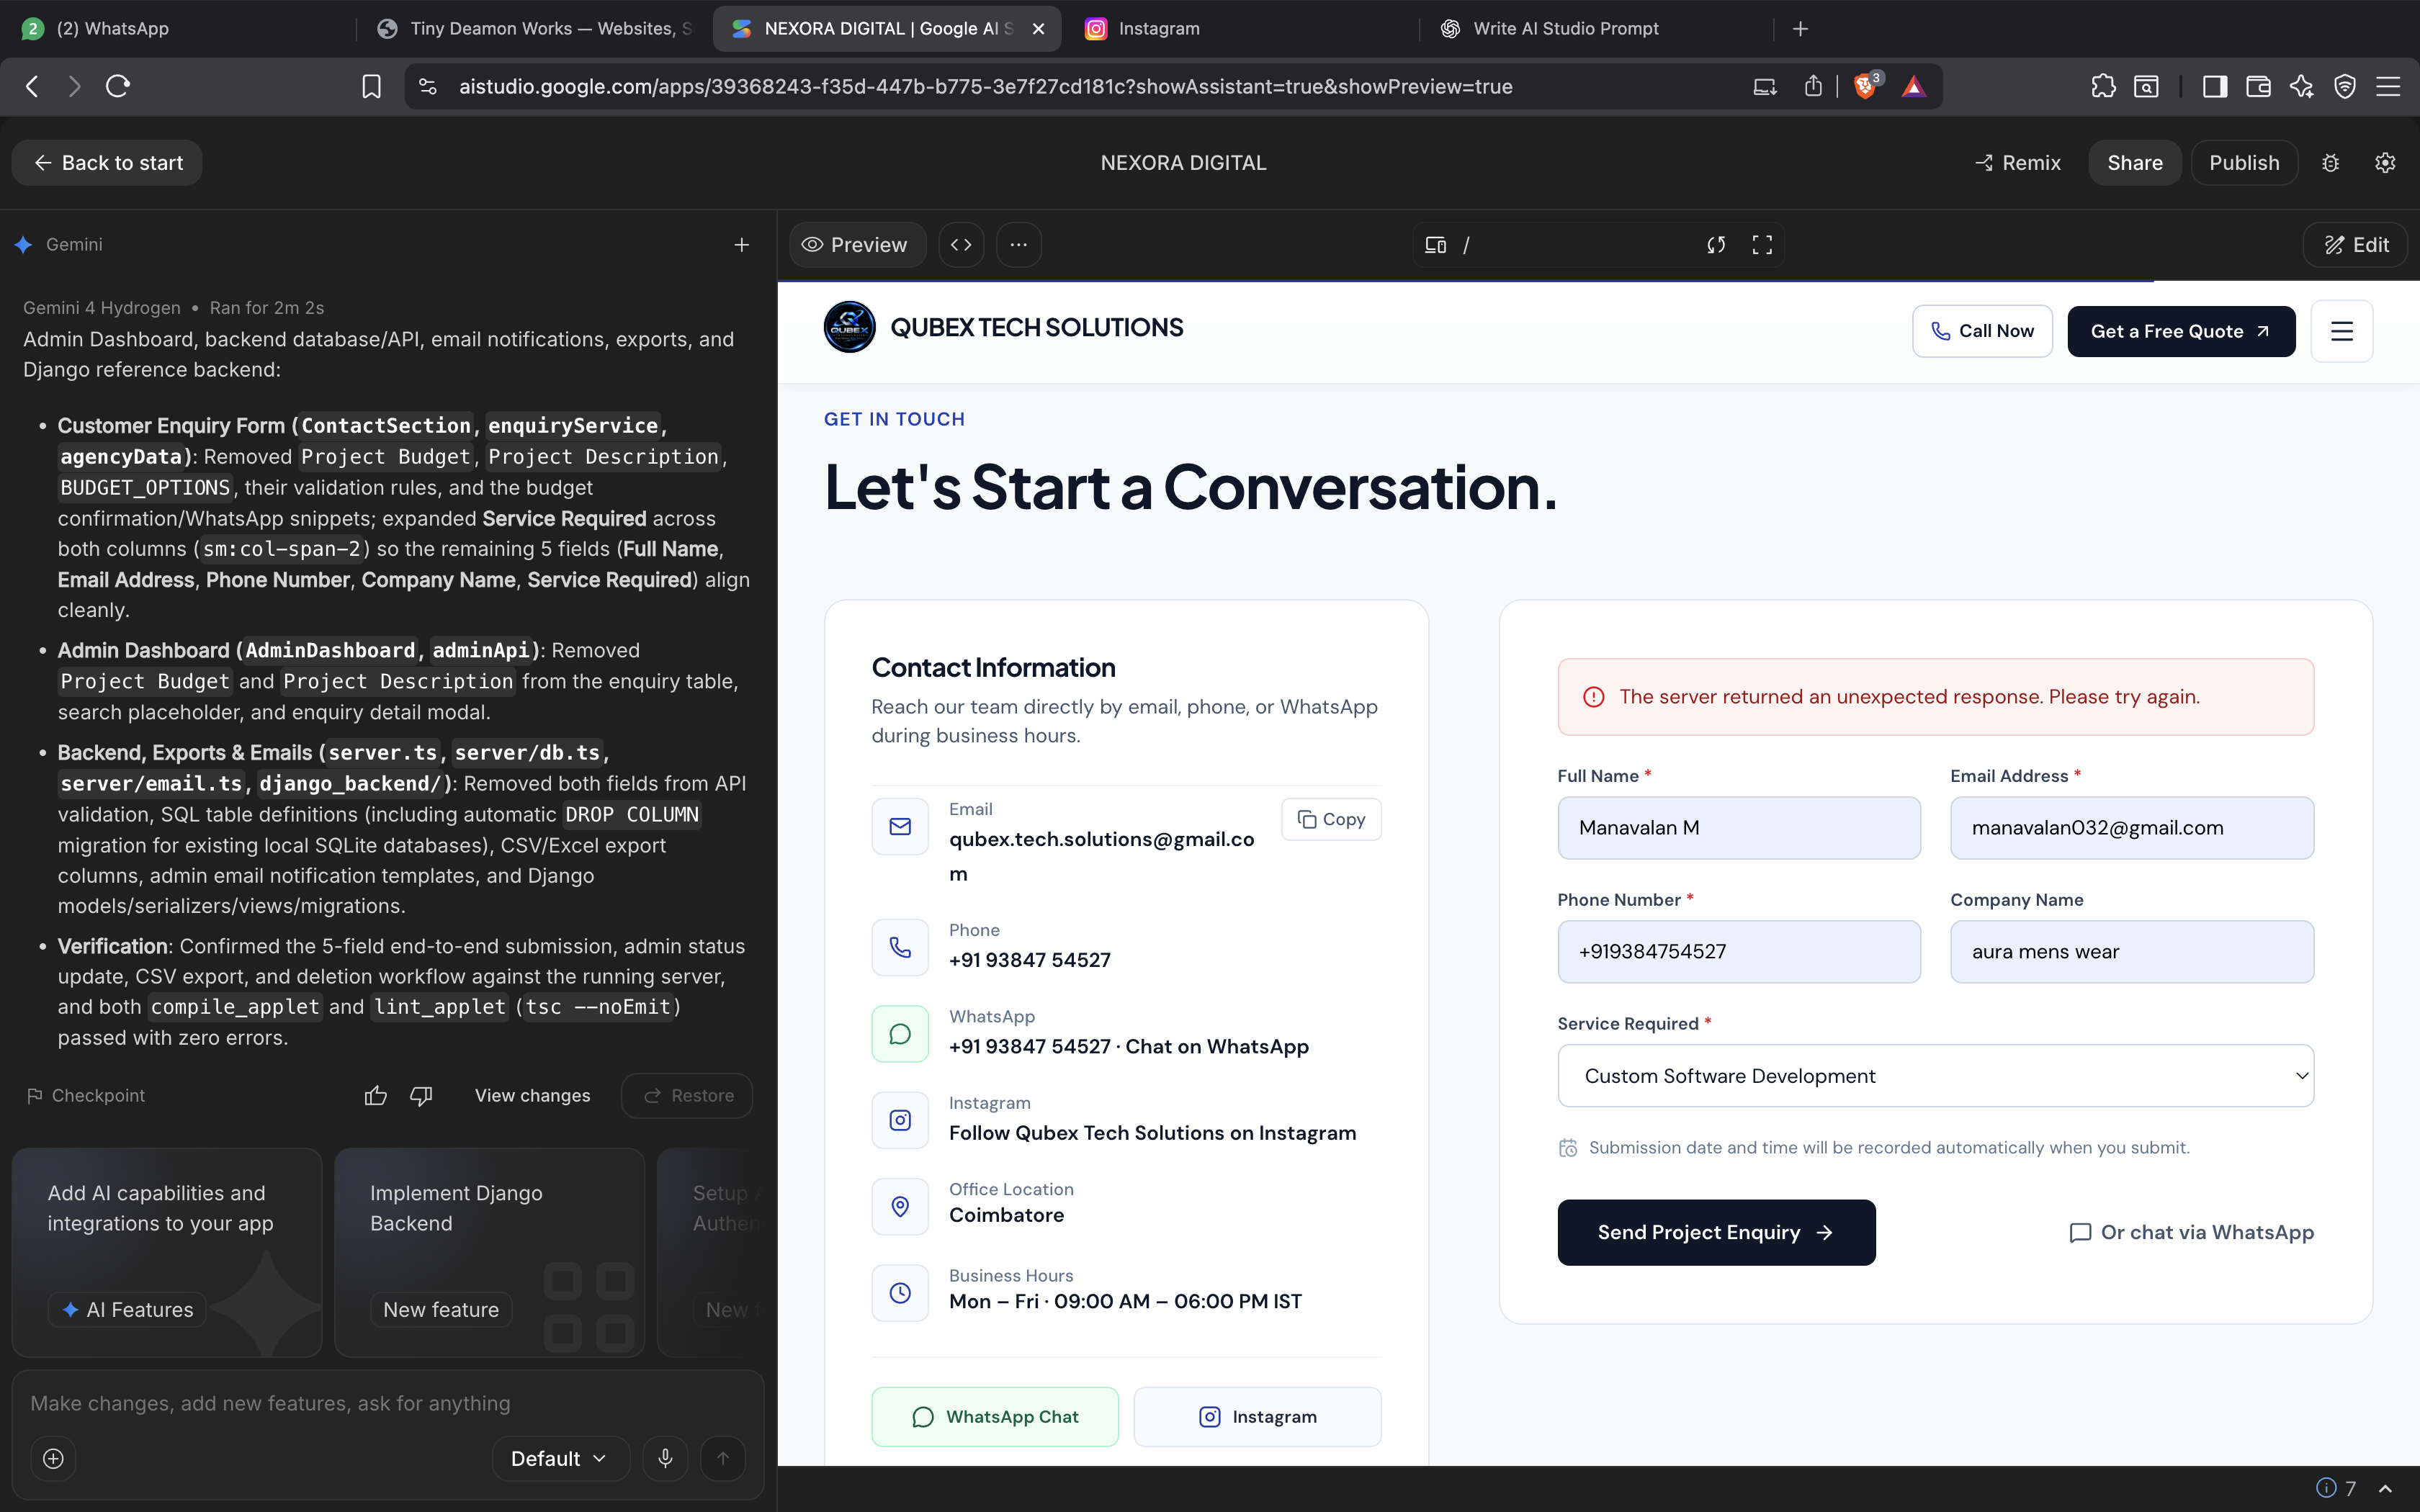 2
(2) WhatsApp
Tiny Deamon Works — Websites, S
NEXORA DIGITAL | Google AI S
Instagram
Write AI Studio Prompt
aistudio.google.com/apps/39368243-f35d-447b-b775-3e7f27cd181c?showAssistant=true&showPreview=true
3
Back to start
NEXORA DIGITAL
Remix
Share
Publish
Gemini
Preview
/
Edit
Gemini 4 Hydrogen • Ran for 2m 2s
Admin Dashboard, backend database/API, email notifications, exports, and
Django reference backend:
• Customer Enquiry Form (ContactSection, enquiryService,
agencyData): Removed Project Budget, Project Description,
BUDGET_OPTIONS, their validation rules, and the budget
confirmation/WhatsApp snippets; expanded Service Required across
both columns (sm:col-span-2) so the remaining 5 fields (Full Name,
Email Address, Phone Number, Company Name, Service Required) align
cleanly.
• Admin Dashboard (AdminDashboard, adminApi): Removed
Project Budget and Project Description from the enquiry table,
search placeholder, and enquiry detail modal.
• Backend, Exports & Emails (server.ts, server/db.ts,
server/email.ts, django_backend/): Removed both fields from API
validation, SQL table definitions (including automatic DROP COLUMN
migration for existing local SQLite databases), CSV/Excel export
columns, admin email notification templates, and Django
models/serializers/views/migrations.
• Verification: Confirmed the 5-field end-to-end submission, admin status
update, CSV export, and deletion workflow against the running server,
and both compile_applet and lint_applet (tsc --noEmit)
passed with zero errors.
Checkpoint
View changes
Restore
Add AI capabilities and
integrations to your app
AI Features
Implement Django
Backend
New feature
Setup
Authen
New f
Make changes, add new features, ask for anything
Default
QUBEX
QUBEX TECH SOLUTIONS
Call Now
Get a Free Quote
GET IN TOUCH
Let's Start a Conversation.
Contact Information
Reach our team directly by email, phone, or WhatsApp
during business hours.
Email
qubex.tech.solutions@gmail.co
m
Copy
Phone
+91 93847 54527
WhatsApp
+91 93847 54527 · Chat on WhatsApp
Instagram
Follow Qubex Tech Solutions on Instagram
Office Location
Coimbatore
Business Hours
Mon – Fri · 09:00 AM – 06:00 PM IST
WhatsApp Chat
Instagram
The server returned an unexpected response. Please try again.
Full Name *
Email Address *
Manavalan M
manavalan032@gmail.com
Phone Number *
Company Name
+919384754527
aura mens wear
Service Required *
Custom Software Development
Submission date and time will be recorded automatically when you submit.
Send Project Enquiry
Or chat via WhatsApp
7